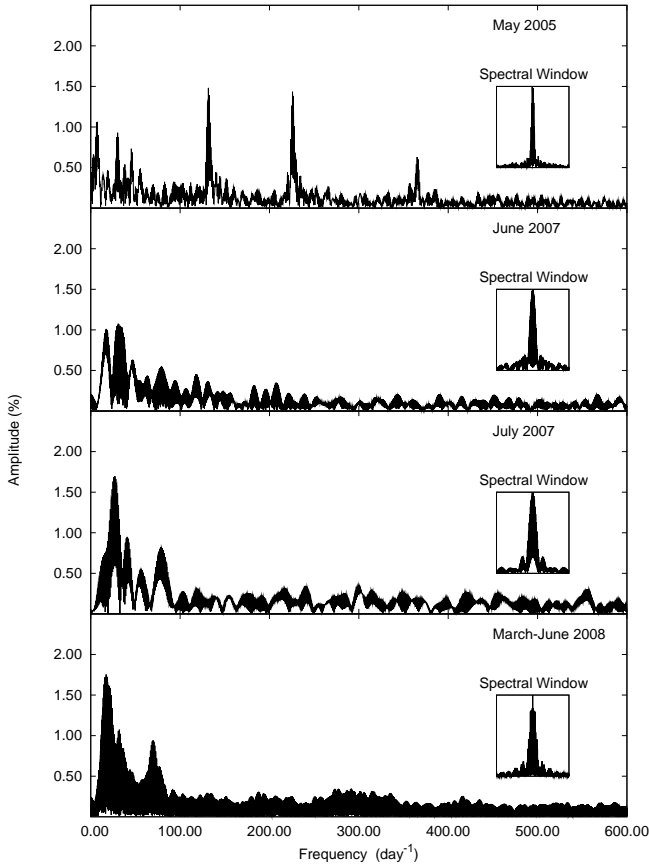 May 2005
Spectral Window
2.00
1.50
1.00
0.50
June 2007
Spectral Window
2.00
1.50
1.00
0.50
July 2007
Spectral Window
2.00
1.50
1.00
0.50
March-June 2008
Spectral Window
2.00
1.50
1.00
0.50
Amplitude (%)
0.00 100.00 200.00 300.00 400.00 500.00 600.00
Frequency (day⁻¹)